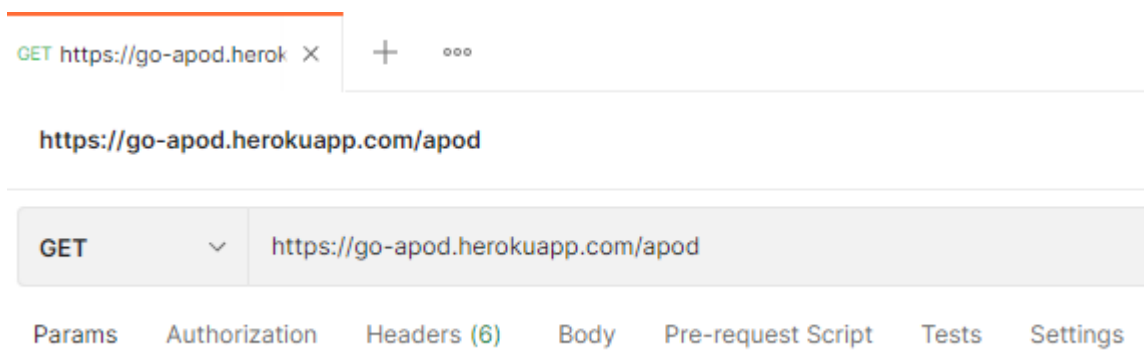 GET https://go-apod.herok
https://go-apod.herokuapp.com/apod
GET https://go-apod.herokuapp.com/apod
Params Authorization Headers (6) Body Pre-request Script Tests Settings